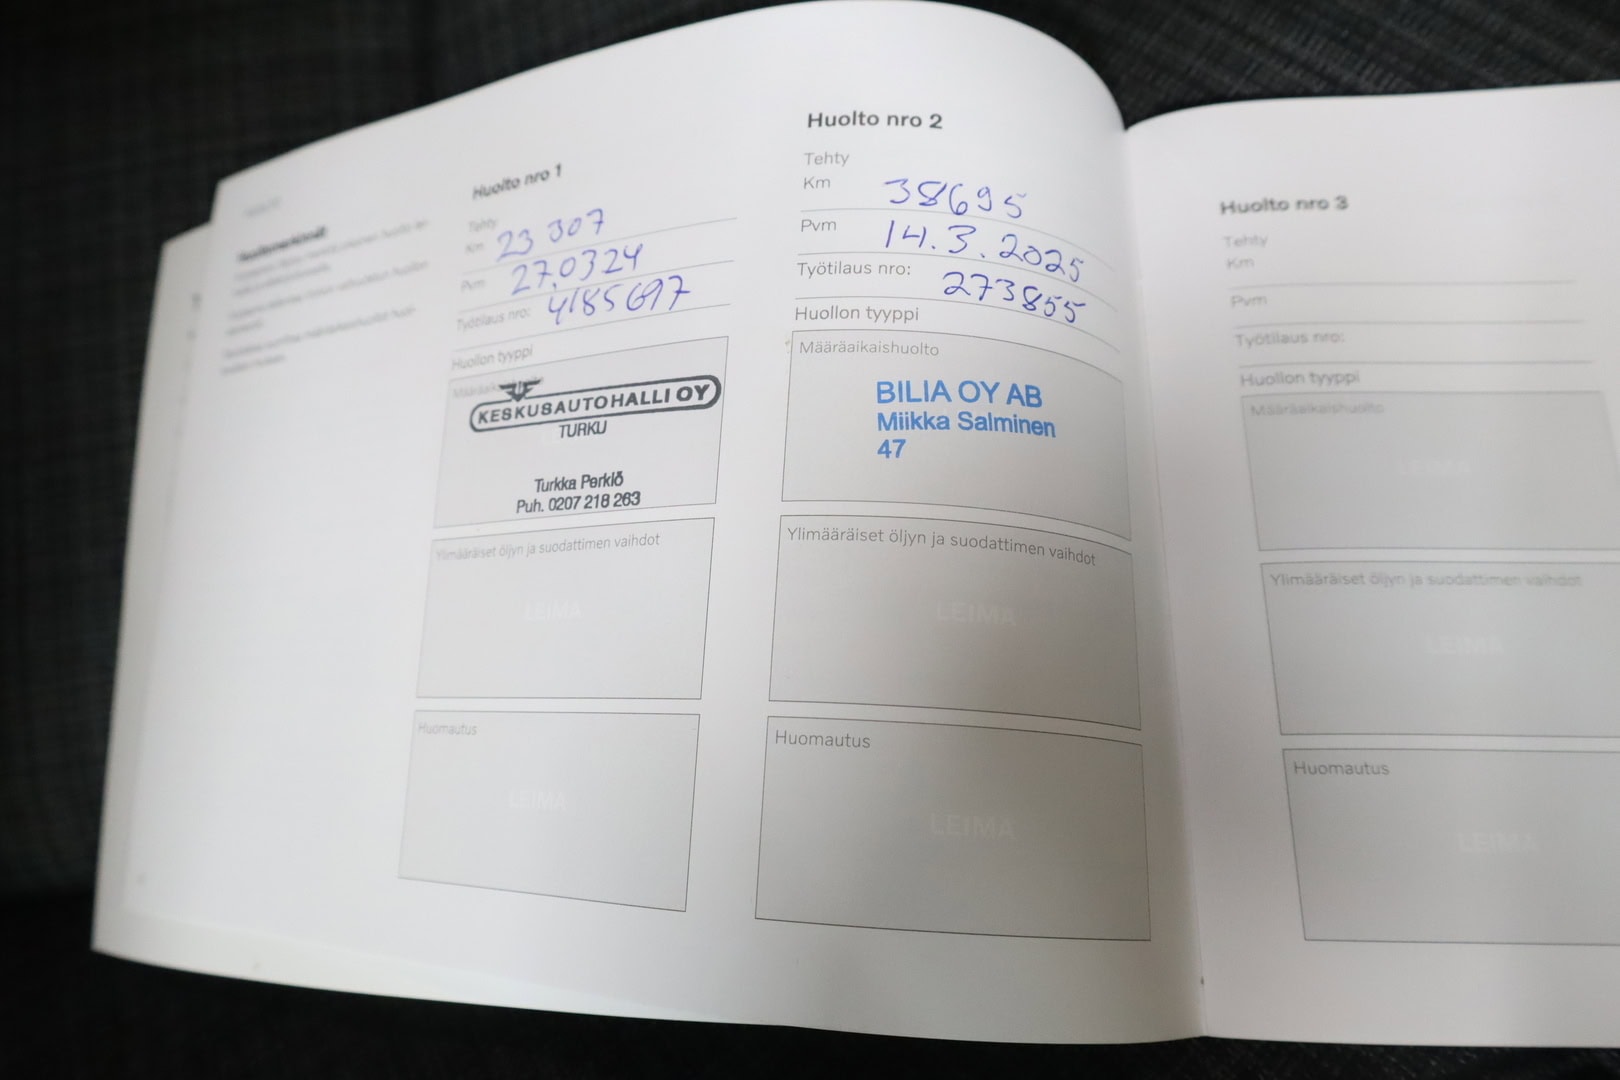 Huolto nro 1
Tehty
Km 23 307
Pvm 27.0324
Työtilaus nro: 4185697
Huollon tyyppi
KESKUSAUTOHALLI OY
TURKU
Turkka Perkiö
Puh. 0207 218 263
Ylimääräiset öljyn ja suodattimen vaihdot
LEIMA
Huomautus
LEIMA
Huolto nro 2
Tehty
Km 38695
Pvm 14.3.2025
Työtilaus nro: 273855
Huollon tyyppi
Määräaikaishuolto
BILIA OY AB
Miikka Salminen
47
Ylimääräiset öljyn ja suodattimen vaihdot
LEIMA
Huomautus
LEIMA
Huolto nro 3
Tehty
Km
Pvm
Työtilaus nro:
Huollon tyyppi
Määräaikaishuolto
LEIMA
Ylimääräiset öljyn ja suodattimen vaihdot
LEIMA
Huomautus
LEIMA